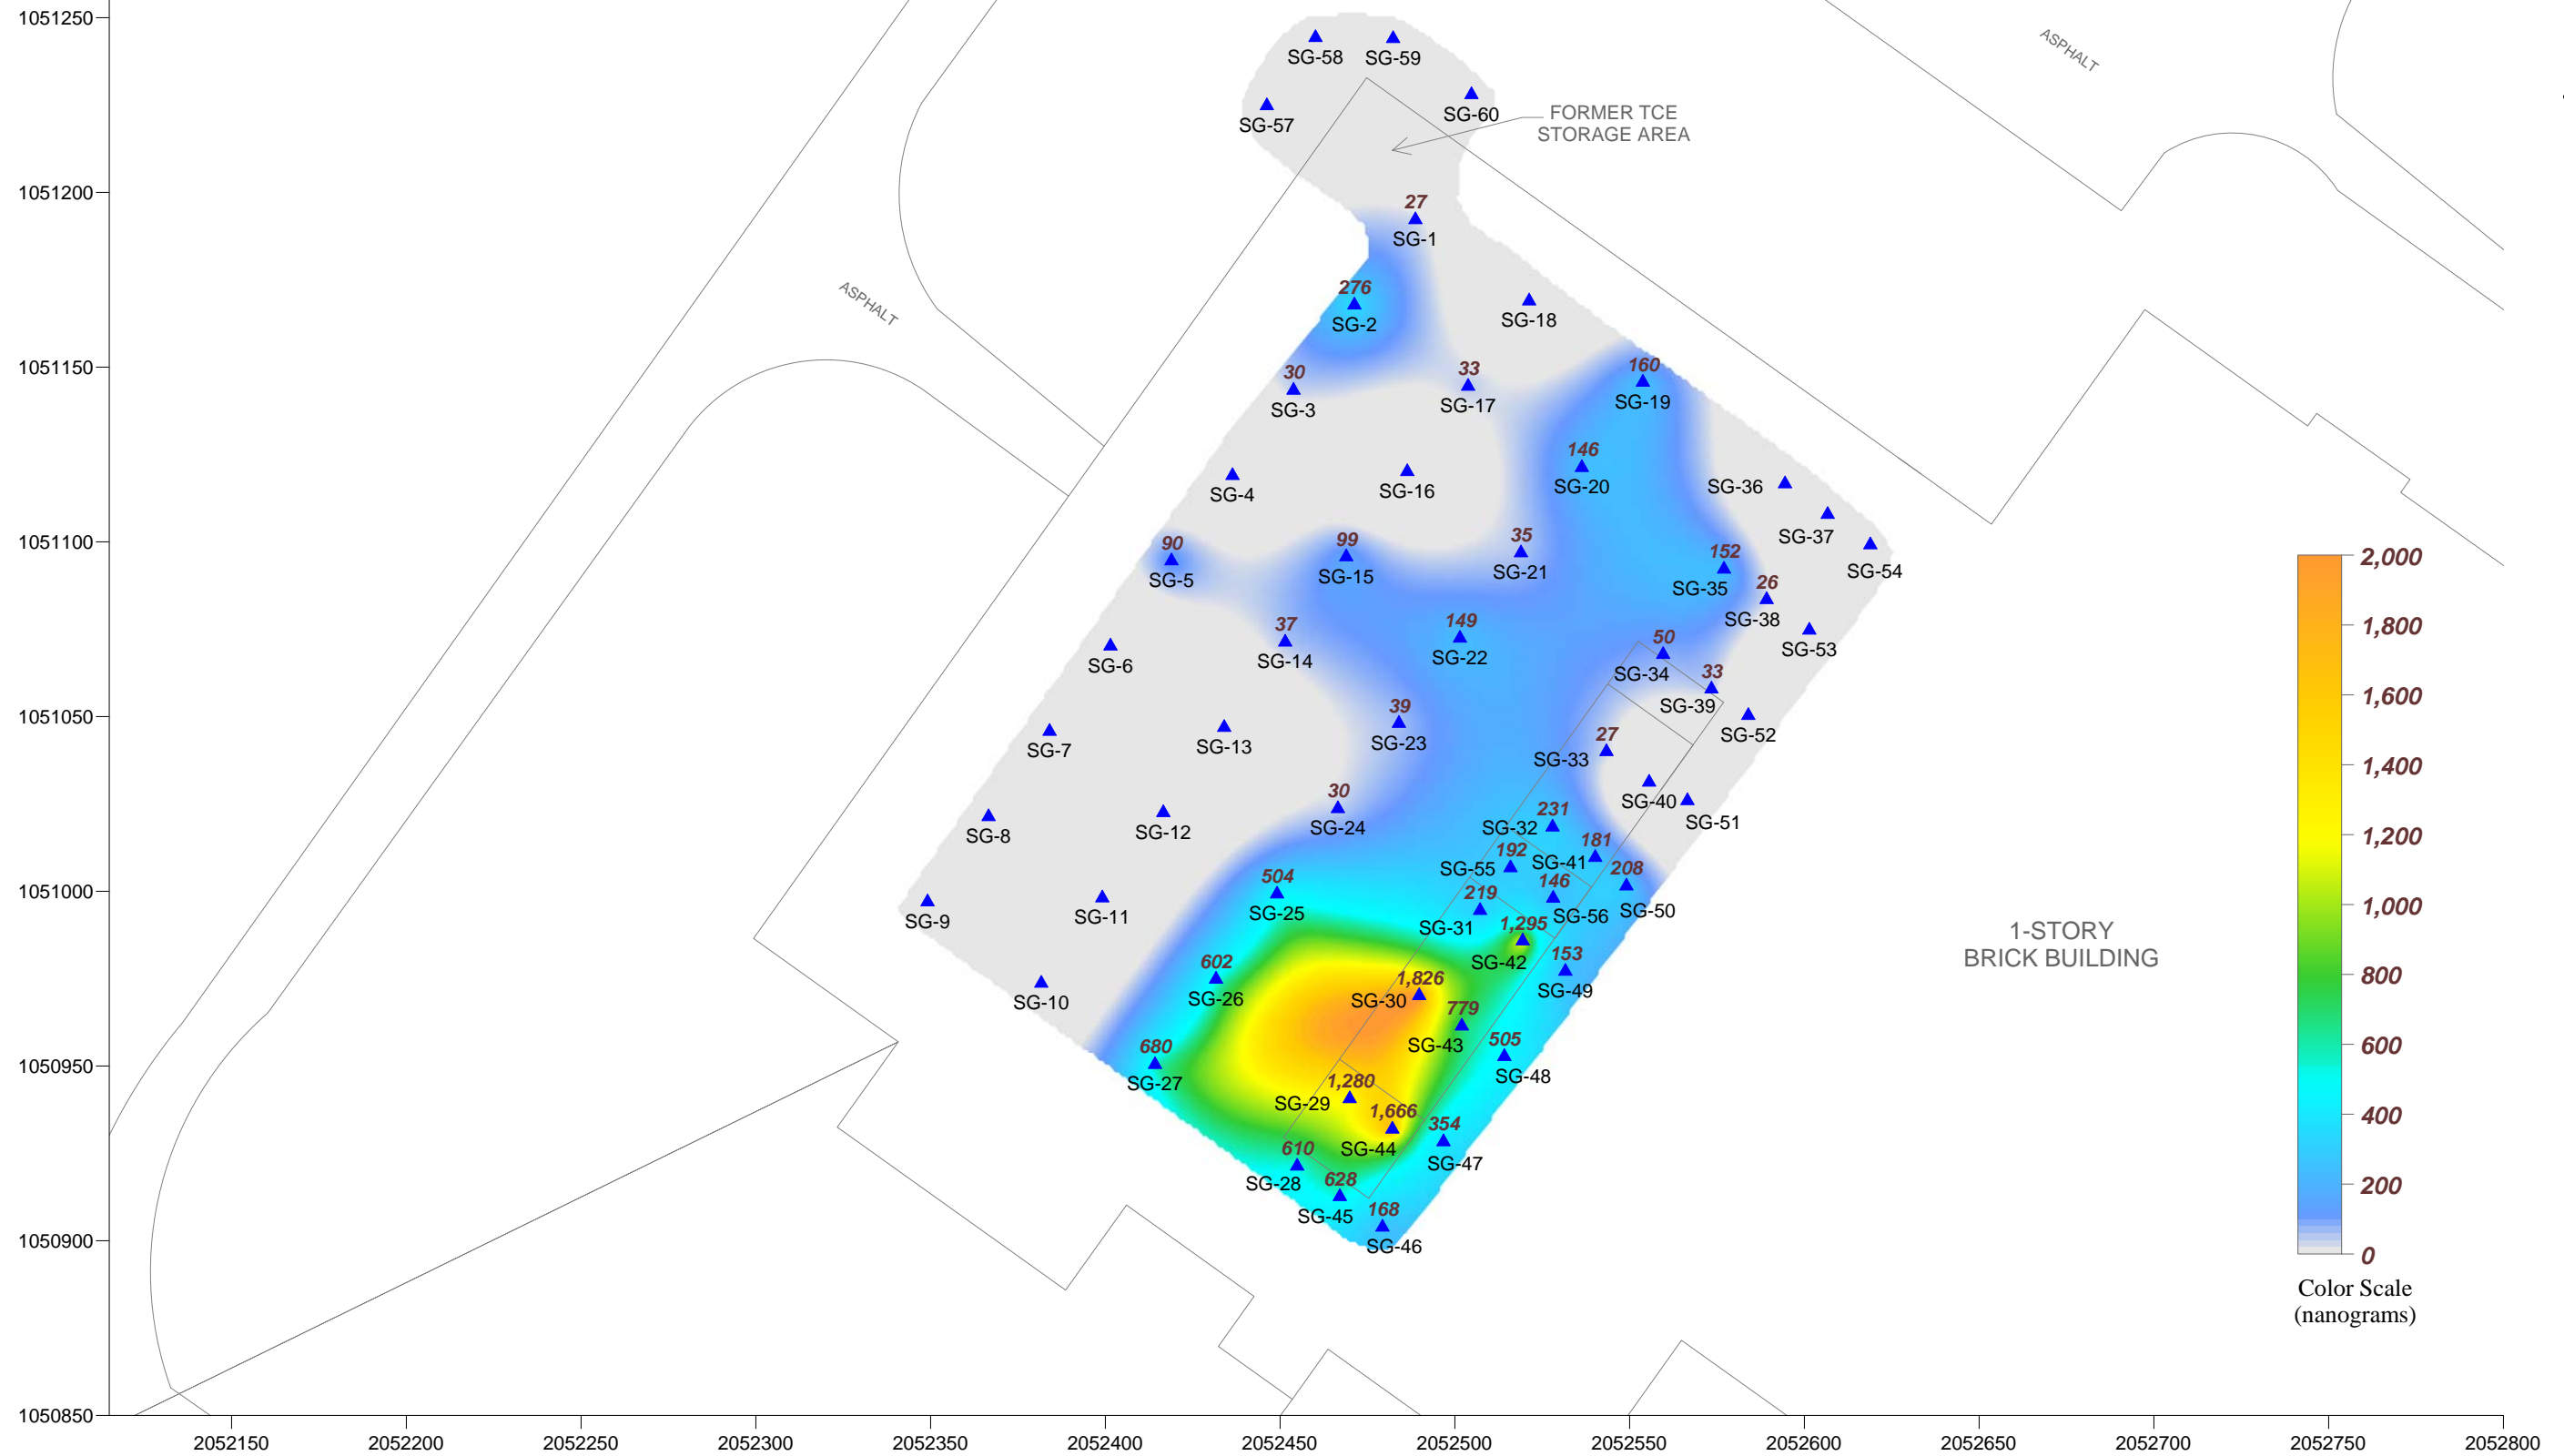 1051250
SG-58
SG-59
ASPHALT
SG-57
SG-60
FORMER TCE
STORAGE AREA
1051200
27
SG-1
ASPHALT
276
SG-2
SG-18
1051150
30
SG-3
33
SG-17
160
SG-19
146
SG-20
SG-4
SG-16
SG-36
SG-37
SG-54
1051100
90
SG-5
99
SG-15
35
SG-21
152
SG-35
26
SG-38
SG-53
37
SG-14
149
SG-22
50
SG-34
33
SG-39
SG-6
1051050
SG-7
SG-13
39
SG-23
27
SG-33
SG-52
SG-40
SG-51
SG-8
SG-12
30
SG-24
231
SG-32
181
SG-41
192
SG-55
208
SG-50
1051000
SG-9
SG-11
504
SG-25
219
SG-31
146
SG-56
1,295
SG-42
153
SG-49
1-STORY
BRICK BUILDING
SG-10
602
SG-26
1,826
SG-30
779
SG-43
505
SG-48
1050950
680
SG-27
1,280
SG-29
1,666
SG-44
354
SG-47
610
SG-28
628
SG-45
168
SG-46
1050900
1050850
2,000
1,800
1,600
1,400
1,200
1,000
800
600
400
200
0
Color Scale
(nanograms)
2052150 2052200 2052250 2052300 2052350 2052400 2052450 2052500 2052550 2052600 2052650 2052700 2052750 2052800